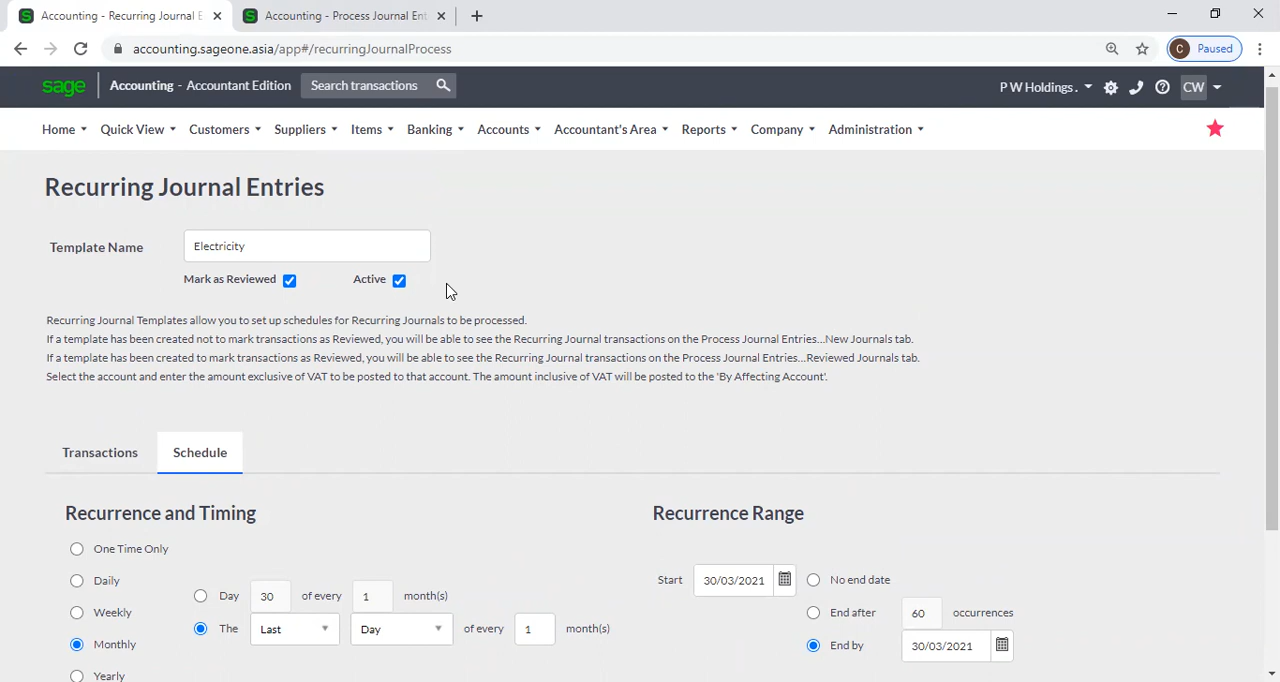 Accounting - Recurring Journal E
Accounting - Process Journal Ent
accounting.sageone.asia/app#/recurringJournalProcess
C Paused
sage Accounting - Accountant Edition Search transactions P W Holdings . CW
Home Quick View Customers Suppliers Items Banking Accounts Accountant's Area Reports Company Administration
Recurring Journal Entries
Template Name Electricity
Mark as Reviewed Active
Recurring Journal Templates allow you to set up schedules for Recurring Journals to be processed.
If a template has been created not to mark transactions as Reviewed, you will be able to see the Recurring Journal transactions on the Process Journal Entries...New Journals tab.
If a template has been created to mark transactions as Reviewed, you will be able to see the Recurring Journal transactions on the Process Journal Entries...Reviewed Journals tab.
Select the account and enter the amount exclusive of VAT to be posted to that account. The amount inclusive of VAT will be posted to the 'By Affecting Account'.
Transactions Schedule
Recurrence and Timing
One Time Only
Daily
Weekly
Monthly
Yearly
Day 30 of every 1 month(s)
The Last Day of every 1 month(s)
Recurrence Range
Start 30/03/2021
No end date
End after 60 occurrences
End by 30/03/2021